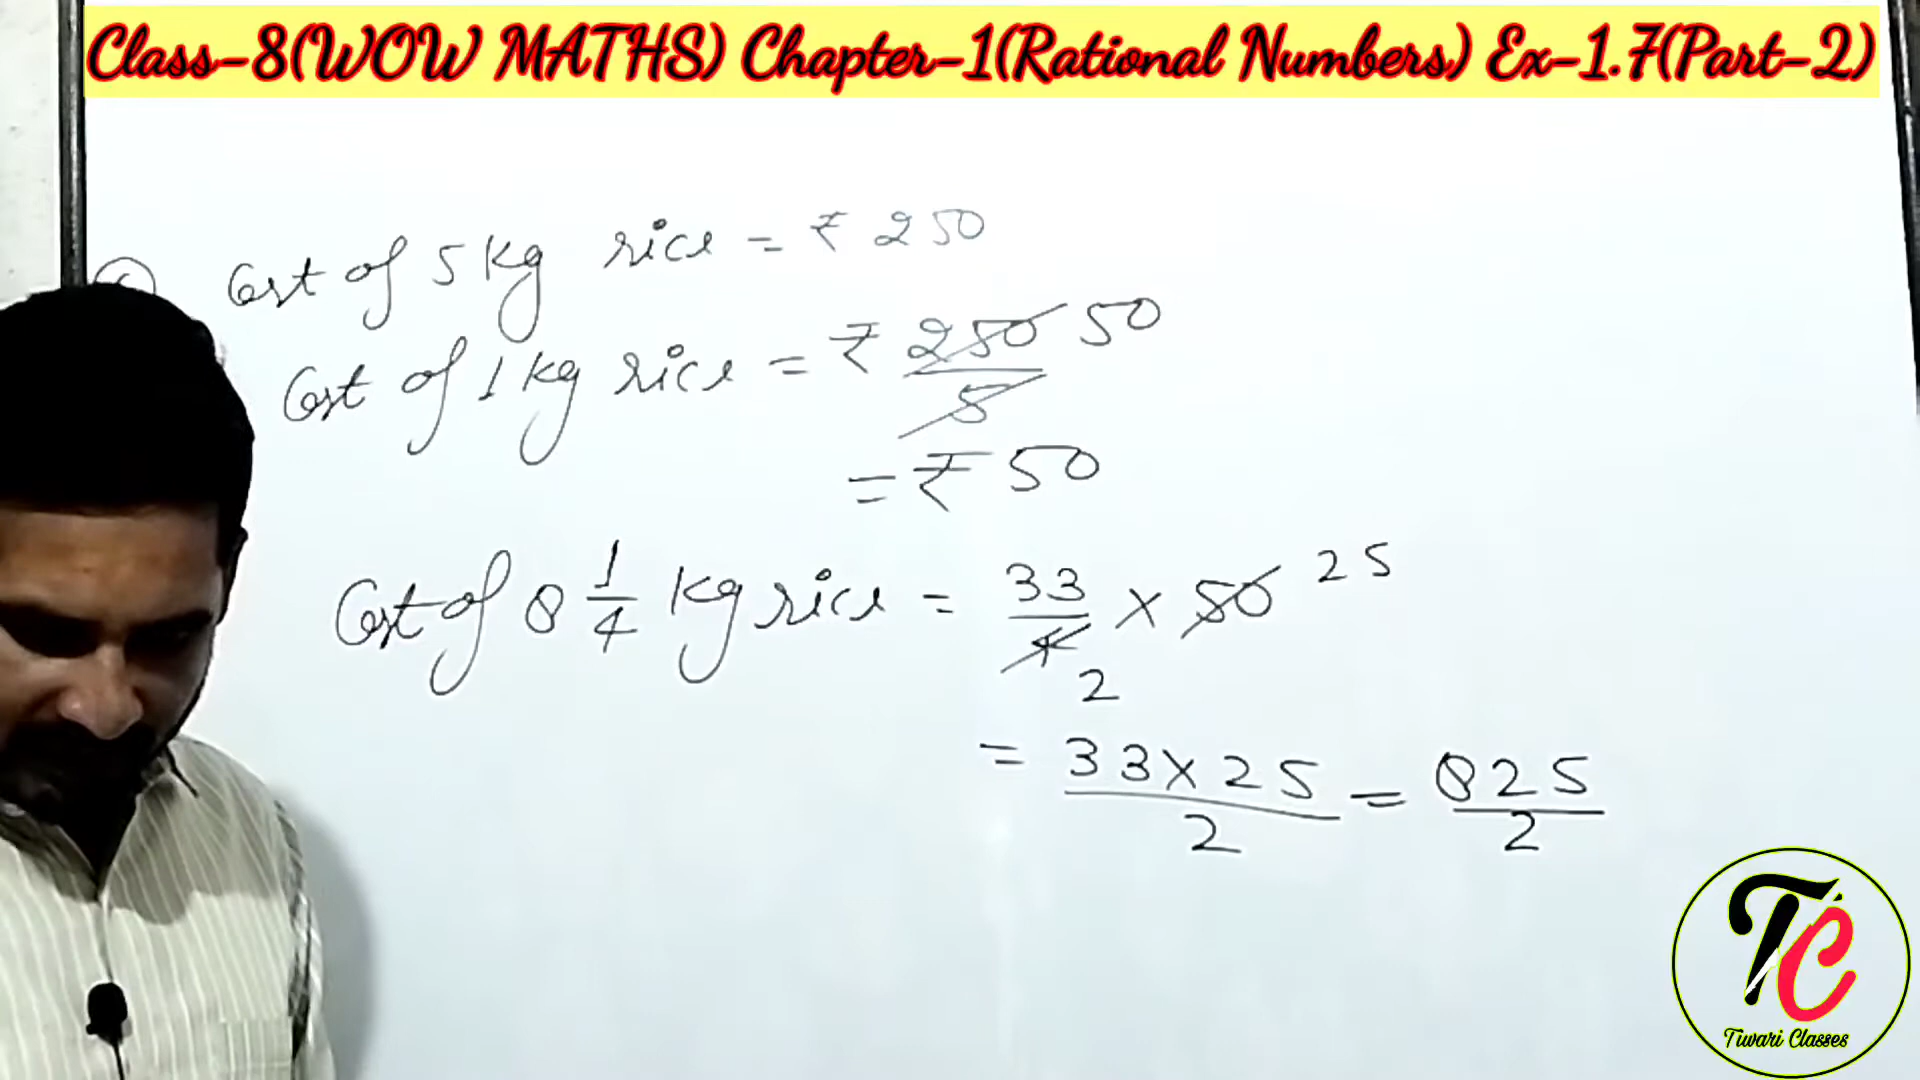 Class-8(WOW MATHS) Chapter-1(Rational Numbers) Ex-1.7(Part-2)
Cost of 5 kg rice = ₹ 250
Cost of 1 kg rice = ₹ 250/5 50
= ₹ 50
Cost of 8 1/4 kg rice = 33/4 × 50 25
2
= 33×25/2 = 825/2
TC
Tiwari Classes